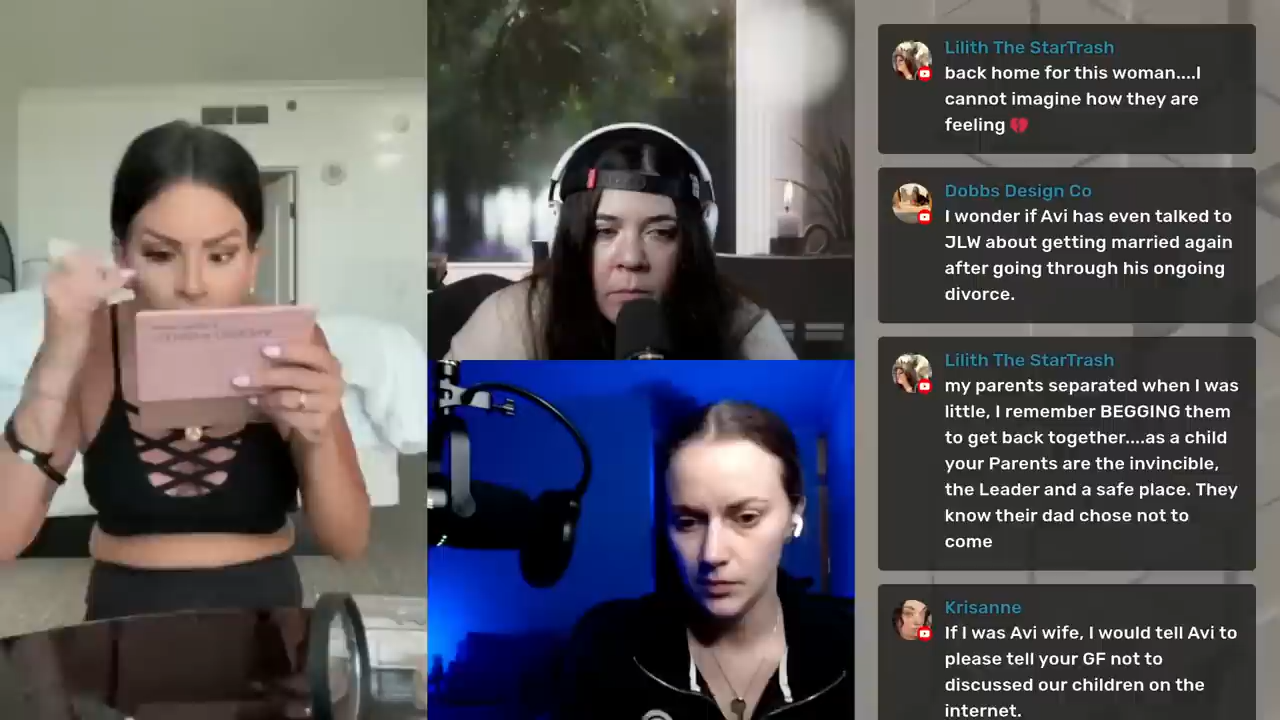 Lilith The StarTrash
back home for this woman....I
cannot imagine how they are
feeling 💔
Dobbs Design Co
I wonder if Avi has even talked to
JLW about getting married again
after going through his ongoing
divorce.
Lilith The StarTrash
my parents separated when I was
little, I remember BEGGING them
to get back together....as a child
your Parents are the invincible,
the Leader and a safe place. They
know their dad chose not to
come
Krisanne
If I was Avi wife, I would tell Avi to
please tell your GF not to
discussed our children on the
internet.